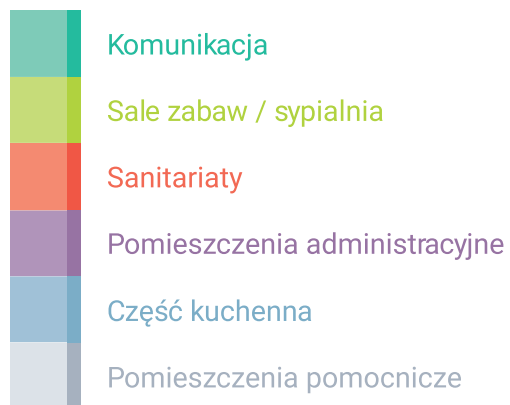 Komunikacja
Sale zabaw / sypialnia
Sanitariaty
Pomieszczenia administracyjne
Część kuchenna
Pomieszczenia pomocnicze